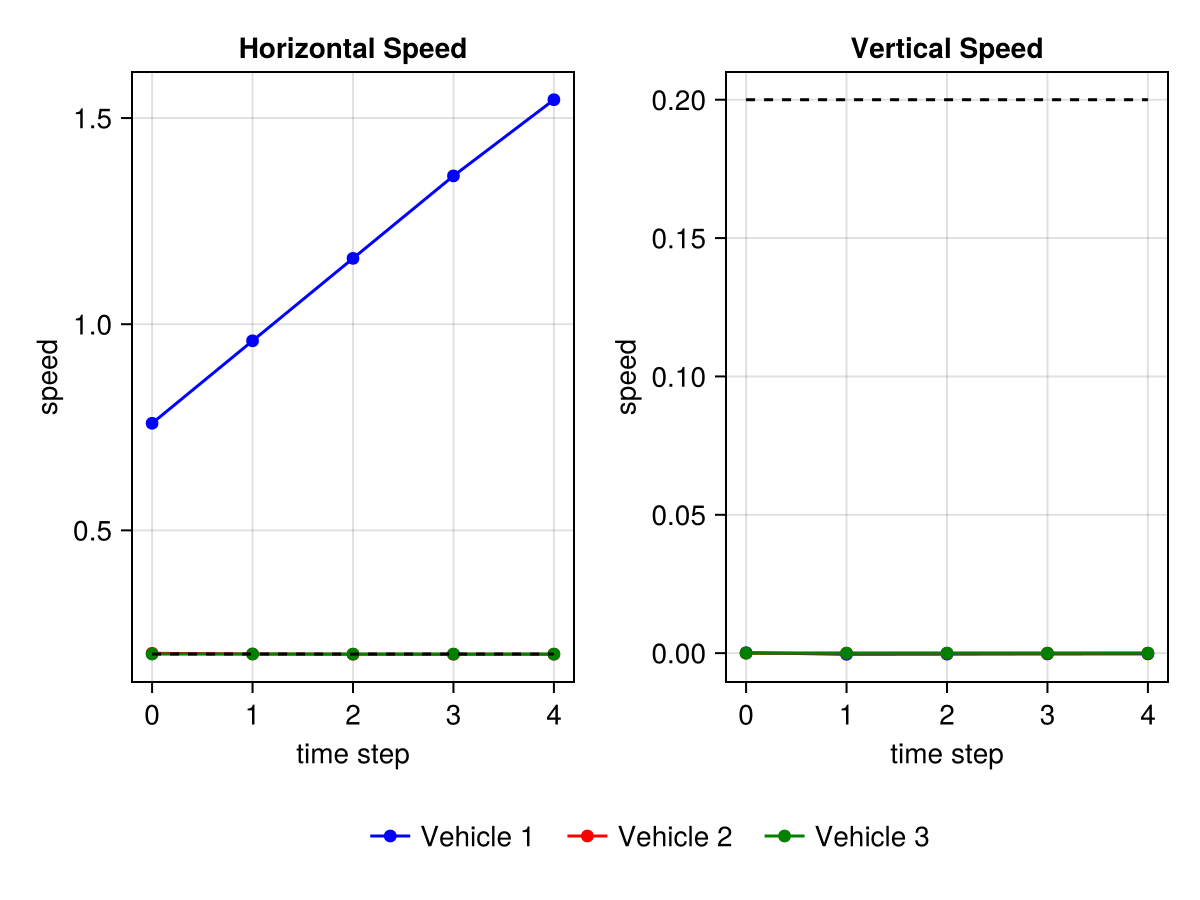 Horizontal Speed
speed
1.5
1.0
0.5
0 1 2 3 4
time step
Vertical Speed
speed
0.20
0.15
0.10
0.05
0.00
0 1 2 3 4
time step
Vehicle 1 Vehicle 2 Vehicle 3